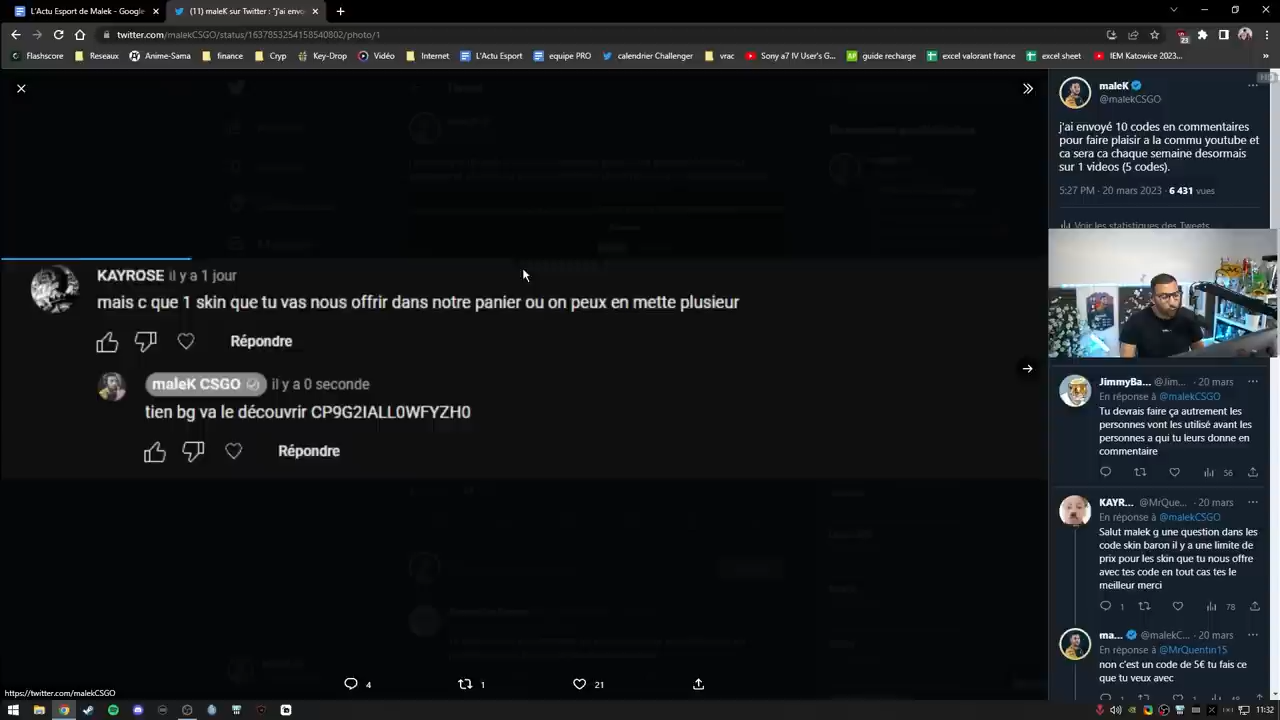 L'Actu Esport de Malek - Google
(11) maleK sur Twitter : "j'ai envo
twitter.com/malekCSGO/status/1637853254158540802/photo/1
Flashscore
Reseaux
Anime-Sama
finance
Cryp
Key-Drop
Vidéo
Internet
L'Actu Esport
equipe PRO
calendrier Challenger
vrac
Sony a7 IV User's G...
guide recharge
excel valorant france
excel sheet
IEM Katowice 2023...
KAYROSE il y a 1 jour
mais c que 1 skin que tu vas nous offrir dans notre panier ou on peux en mette plusieur
Répondre
maleK CSGO il y a 0 seconde
tien bg va le découvrir CP9G2IALL0WFYZH0
Répondre
4
1
21
https://twitter.com/malekCSGO
maleK
@malekCSGO
j'ai envoyé 10 codes en commentaires
pour faire plaisir a la commu youtube et
ca sera ca chaque semaine desormais
sur 1 videos (5 codes).
5:27 PM · 20 mars 2023 · 6 431 vues
Voir les statistiques des Tweets
JimmyBa... @Jim... · 20 mars
En réponse à @malekCSGO
Tu devrais faire ça autrement les
personnes vont les utilisé avant les
personnes a qui tu leurs donne en
commentaire
56
KAYR... @MrQue... · 20 mars
En réponse à @malekCSGO
Salut malek g une question dans les
code skin baron il y a une limite de
prix pour les skin que tu nous offre
avec tes code en tout cas tes le
meilleur merci
1
78
ma... @malekC... · 20 mars
En réponse à @MrQuentin15
non c'est un code de 5€ tu fais ce
que tu veux avec
11:32